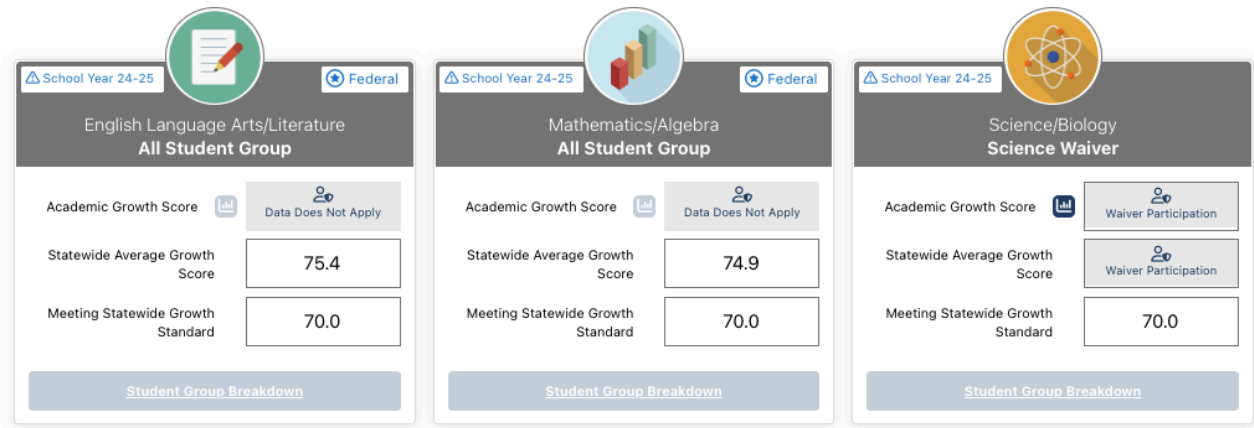 School Year 24-25
Federal
English Language Arts/Literature
All Student Group
Academic Growth Score
Data Does Not Apply
Statewide Average Growth
Score
75.4
Meeting Statewide Growth
Standard
70.0
Student Group Breakdown
School Year 24-25
Federal
Mathematics/Algebra
All Student Group
Academic Growth Score
Data Does Not Apply
Statewide Average Growth
Score
74.9
Meeting Statewide Growth
Standard
70.0
Student Group Breakdown
School Year 24-25
Science/Biology
Science Waiver
Academic Growth Score
Waiver Participation
Statewide Average Growth
Score
Waiver Participation
Meeting Statewide Growth
Standard
70.0
Student Group Breakdown